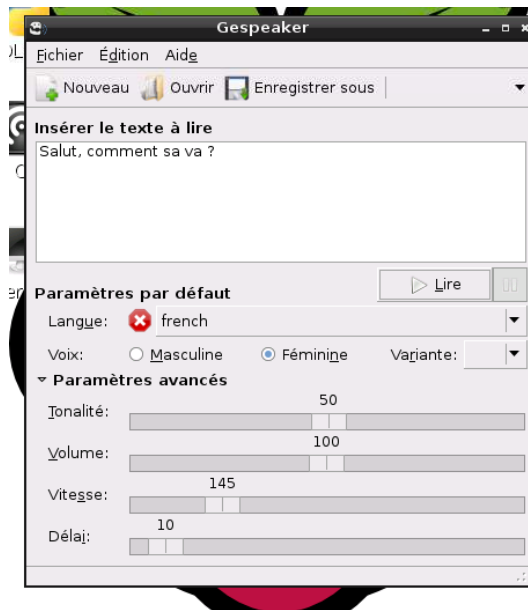 Gespeaker
Fichier Édition Aide
Nouveau Ouvrir Enregistrer sous
Insérer le texte à lire
Salut, comment sa va ?
Lire
Paramètres par défaut
Langue: french
Voix: Masculine Féminine Variante:
Paramètres avancés
50
Tonalité:
100
Volume:
145
Vitesse:
10
Délai: